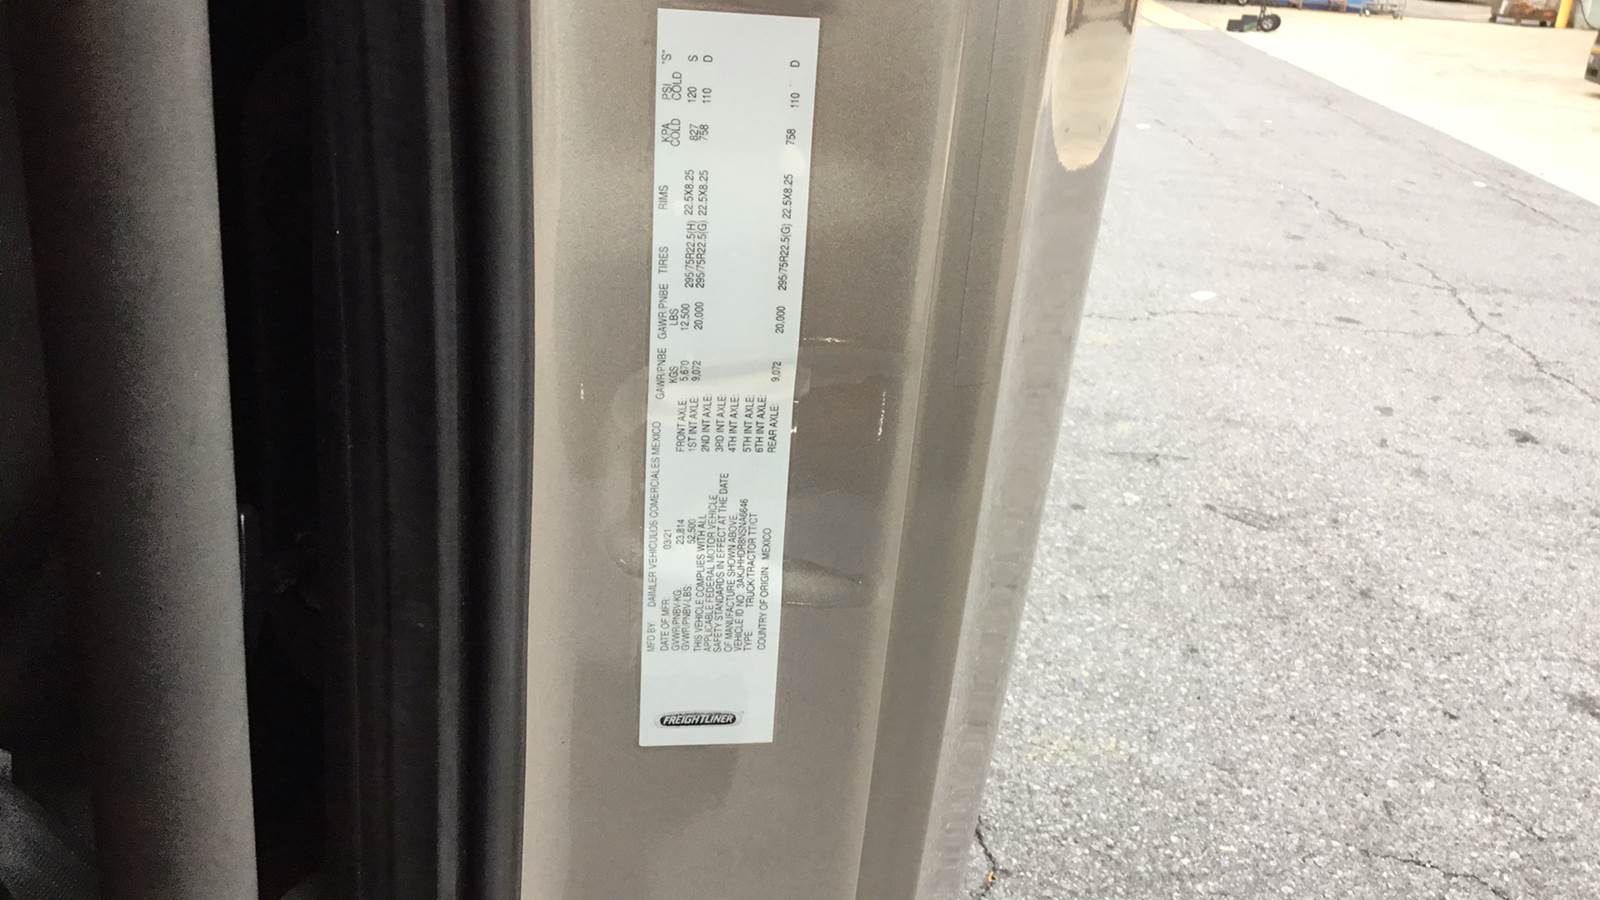 MFD BY: DAIMLER VEHICULOS COMERCIALES MEXICO
DATE OF MFR: 03/21
GVWR/PNBV-KG: 23,814
GVWR/PNBV-LBS: 52,500
THIS VEHICLE COMPLIES WITH ALL
APPLICABLE FEDERAL MOTOR VEHICLE
SAFETY STANDARDS IN EFFECT AT THE DATE
OF MANUFACTURE SHOWN ABOVE.
VEHICLE ID NO.
TYPE: TRUCK/TRACTOR TT/CT
COUNTRY OF ORIGIN: MEXICO
GAWR/PNBE GAWR/PNBE TIRES RIMS KPA PSI "S"
KGS LBS COLD COLD
FRONT AXLE: 5,670 12,500 295/75R22.5(H) 22.5X8.25 827 120 S
1ST INT AXLE: 9,072 20,000 295/75R22.5(G) 22.5X8.25 758 110 D
2ND INT AXLE:
3RD INT AXLE:
4TH INT AXLE:
5TH INT AXLE:
6TH INT AXLE:
REAR AXLE: 9,072 20,000 295/75R22.5(G) 22.5X8.25 758 110 D
FREIGHTLINER